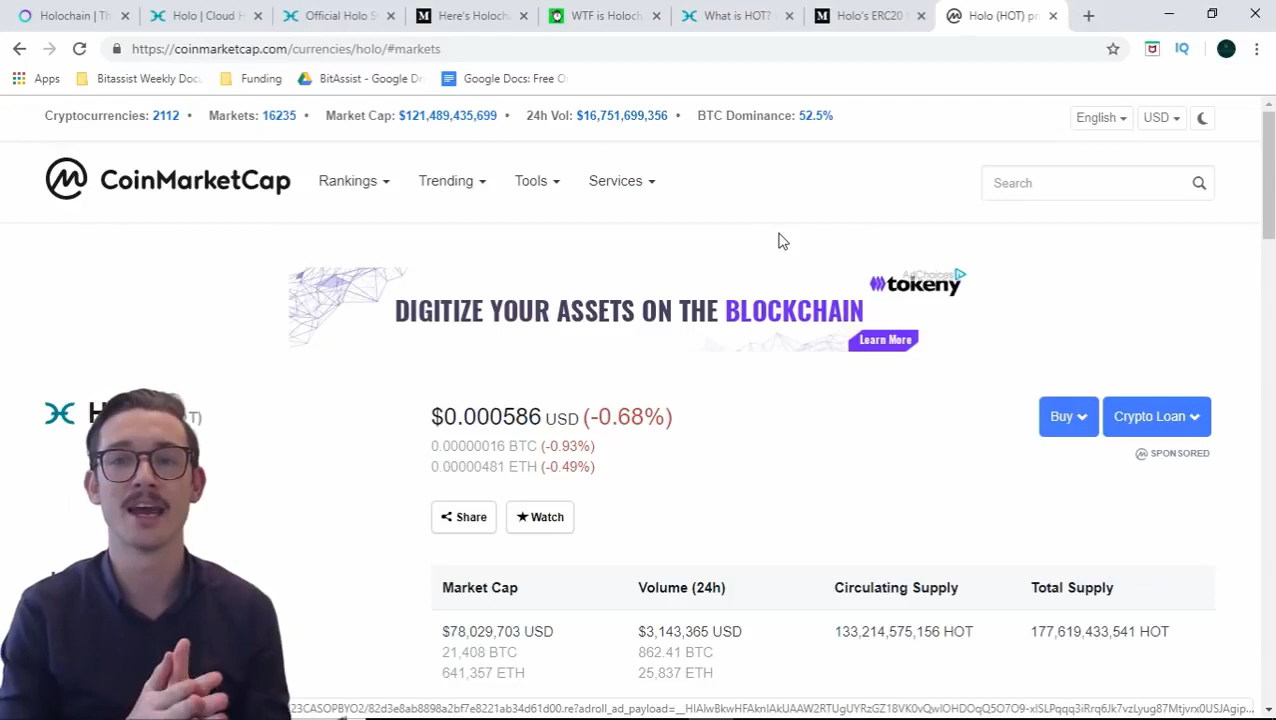 Holochain | Th
Holo | Cloud H
Official Holo S
Here's Holoch
WTF is Holoch
What is HOT? V
Holo's ERC20
Holo (HOT) pr
https://coinmarketcap.com/currencies/holo/#markets
IQ
Apps
Bitassist Weekly Docu
Funding
BitAssist - Google Dr
Google Docs: Free O
Cryptocurrencies: 2112 • Markets: 16235 • Market Cap: $121,489,435,699 • 24h Vol: $16,751,699,356 • BTC Dominance: 52.5%
English
USD
CoinMarketCap
Rankings
Trending
Tools
Services
Search
AdChoices
tokeny
DIGITIZE YOUR ASSETS ON THE BLOCKCHAIN
Learn More
H
T)
$0.000586 USD (-0.68%)
0.00000016 BTC (-0.93%)
0.00000481 ETH (-0.49%)
Buy
Crypto Loan
SPONSORED
Share
Watch
Market Cap
Volume (24h)
Circulating Supply
Total Supply
$78,029,703 USD
$3,143,365 USD
133,214,575,156 HOT
177,619,433,541 HOT
21,408 BTC
862.41 BTC
641,357 ETH
25,837 ETH